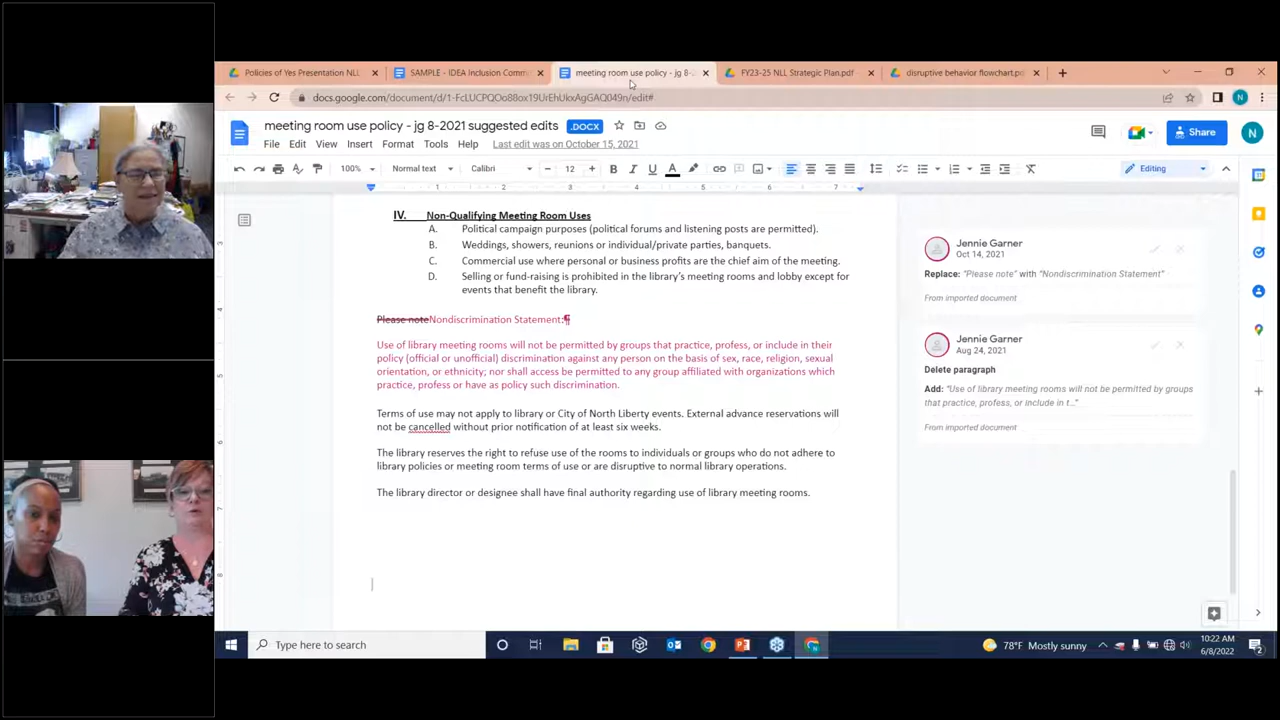 Policies of Yes Presentation NLL
SAMPLE - IDEA Inclusion Comm
meeting room use policy - jg 8-2
FY23-25 NLL Strategic Plan.pdf
disruptive behavior flowchart.p
meeting room use policy - jg 8-2021 suggested edits .DOCX
Share
N
File Edit View Insert Format Tools Help Last edit was on October 15, 2021
100% Normal text Calibri 12 Editing
1 2 3 4 5 6 7
IV. Non-Qualifying Meeting Room Uses
A. Political campaign purposes (political forums and listening posts are permitted).
B. Weddings, showers, reunions or individual/private parties, banquets.
C. Commercial use where personal or business profits are the chief aim of the meeting.
D. Selling or fund-raising is prohibited in the library's meeting rooms and lobby except for
events that benefit the library.
Please noteNondiscrimination Statement:¶
Use of library meeting rooms will not be permitted by groups that practice, profess, or include in their
policy (official or unofficial) discrimination against any person on the basis of sex, race, religion, sexual
orientation, or ethnicity; nor shall access be permitted to any group affiliated with organizations which
practice, profess or have as policy such discrimination.
Terms of use may not apply to library or City of North Liberty events. External advance reservations will
not be cancelled without prior notification of at least six weeks.
The library reserves the right to refuse use of the rooms to individuals or groups who do not adhere to
library policies or meeting room terms of use or are disruptive to normal library operations.
The library director or designee shall have final authority regarding use of library meeting rooms.
Jennie Garner
Oct 14, 2021
Replace: "Please note" with "Nondiscrimination Statement"
From imported document
Jennie Garner
Aug 24, 2021
Delete paragraph
Add: "Use of library meeting rooms will not be permitted by groups
that practice, profess, or include in t..."
From imported document
Type here to search
78°F Mostly sunny
10:22 AM
6/8/2022